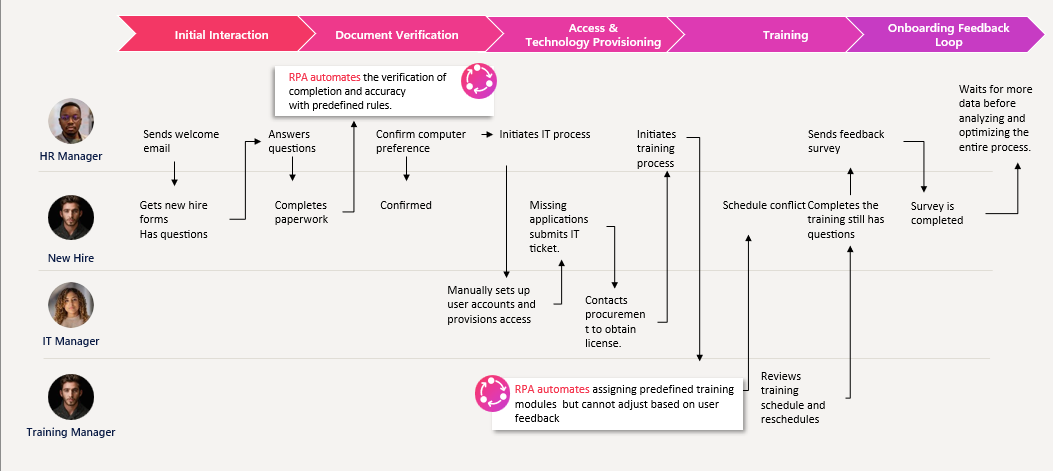 Initial Interaction
Document Verification
Access &
Technology Provisioning
Training
Onboarding Feedback
Loop
RPA automates the verification of
completion and accuracy
with predefined rules.
HR Manager
Sends welcome
email
Answers
questions
Confirm computer
preference
Initiates IT process
Initiates
training
process
Sends feedback
survey
Waits for more
data before
analyzing and
optimizing the
entire process.
New Hire
Gets new hire
forms
Has questions
Completes
paperwork
Confirmed
Missing
applications
submits IT
ticket.
Schedule conflict
Completes the
training still has
questions
Survey is
completed
IT Manager
Manually sets up
user accounts and
provisions access
Contacts
procuremen
t to obtain
license.
Training Manager
RPA automates assigning predefined training
modules but cannot adjust based on user
feedback
Reviews
training
schedule and
reschedules